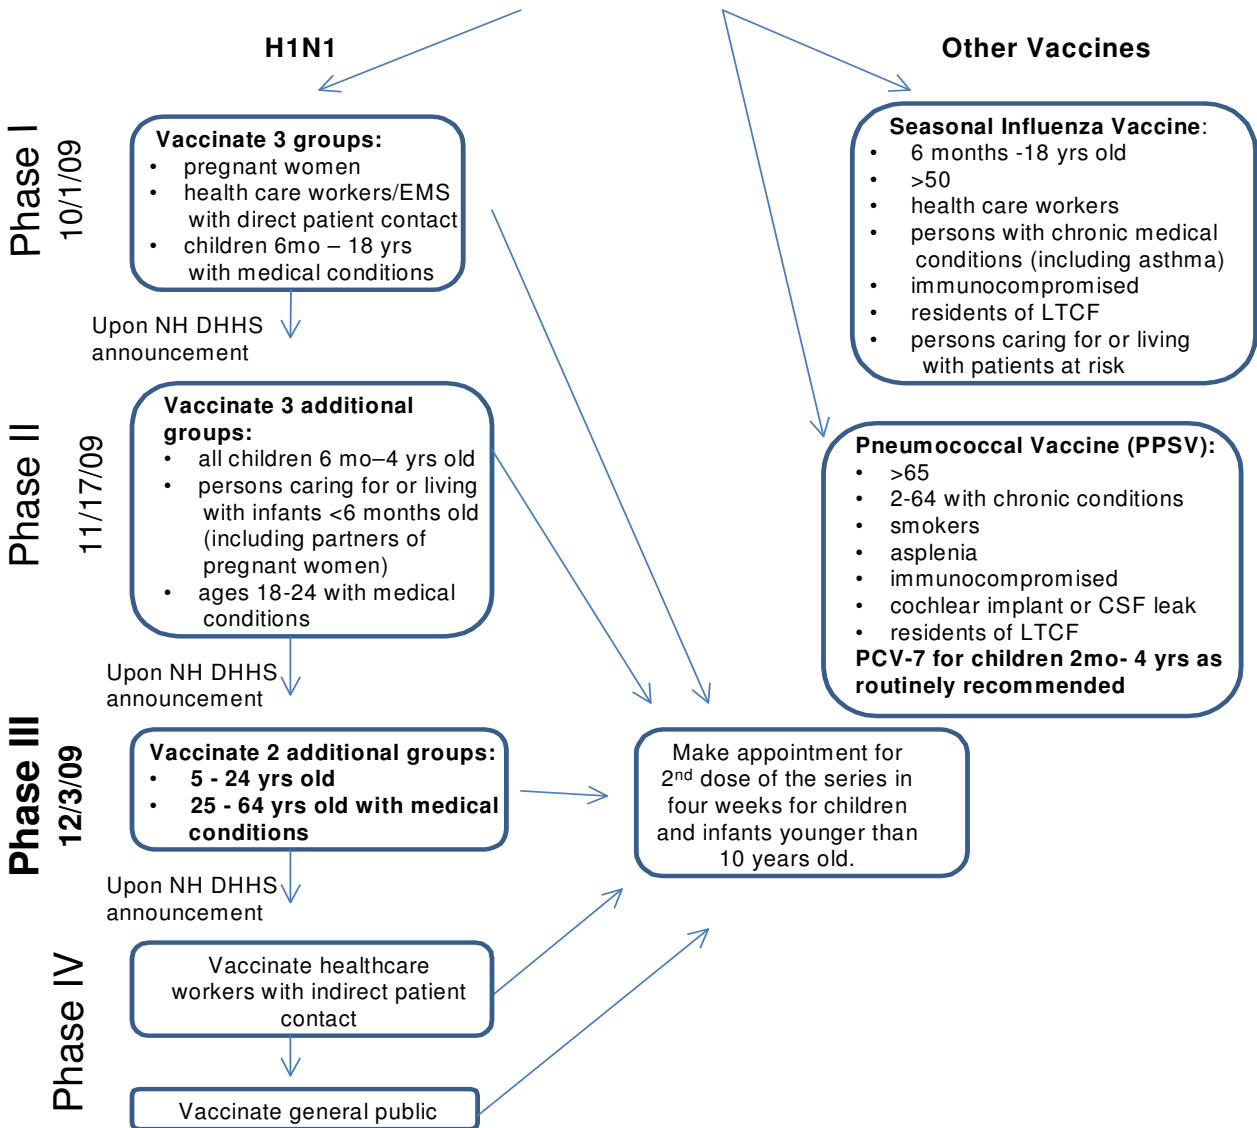 H1N1
Other Vaccines
Phase I
10/1/09
Vaccinate 3 groups:
• pregnant women
• health care workers/EMS
with direct patient contact
• children 6mo – 18 yrs
with medical conditions
Upon NH DHHS
announcement
Phase II
11/17/09
Vaccinate 3 additional
groups:
• all children 6 mo–4 yrs old
• persons caring for or living
with infants <6 months old
(including partners of
pregnant women)
• ages 18-24 with medical
conditions
Upon NH DHHS
announcement
Phase III
12/3/09
Vaccinate 2 additional groups:
• 5 - 24 yrs old
• 25 - 64 yrs old with medical
conditions
Upon NH DHHS
announcement
Phase IV
Vaccinate healthcare
workers with indirect patient
contact
Vaccinate general public
Seasonal Influenza Vaccine:
• 6 months -18 yrs old
• >50
• health care workers
• persons with chronic medical
conditions (including asthma)
• immunocompromised
• residents of LTCF
• persons caring for or living
with patients at risk
Pneumococcal Vaccine (PPSV):
• >65
• 2-64 with chronic conditions
• smokers
• asplenia
• immunocompromised
• cochlear implant or CSF leak
• residents of LTCF
PCV-7 for children 2mo- 4 yrs as
routinely recommended
Make appointment for
2nd dose of the series in
four weeks for children
and infants younger than
10 years old.